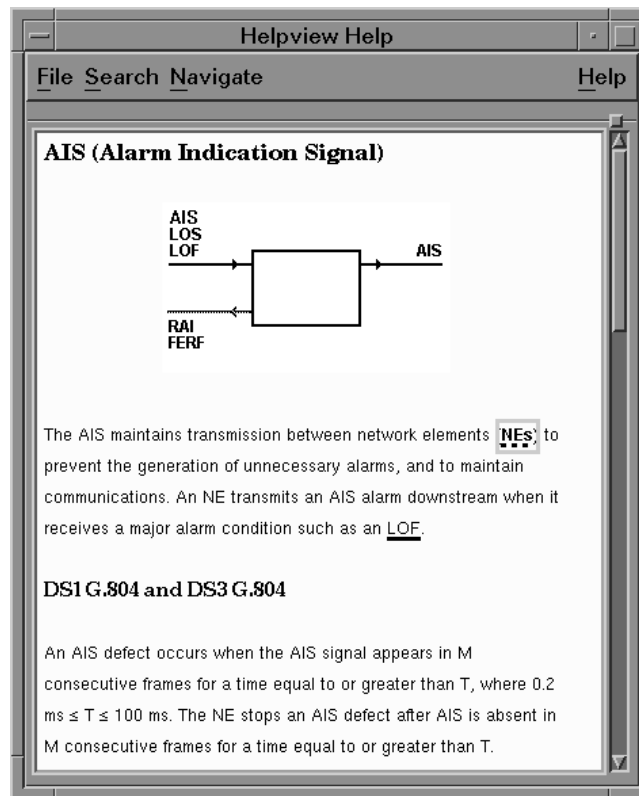 Helpview Help
File Search Navigate Help
AIS (Alarm Indication Signal)
AIS
LOS
LOF
AIS
RAI
FERF
The AIS maintains transmission between network elements (NEs) to
prevent the generation of unnecessary alarms, and to maintain
communications. An NE transmits an AIS alarm downstream when it
receives a major alarm condition such as an LOF.
DS1 G.804 and DS3 G.804
An AIS defect occurs when the AIS signal appears in M
consecutive frames for a time equal to or greater than T, where 0.2
ms ≤ T ≤ 100 ms. The NE stops an AIS defect after AIS is absent in
M consecutive frames for a time equal to or greater than T.